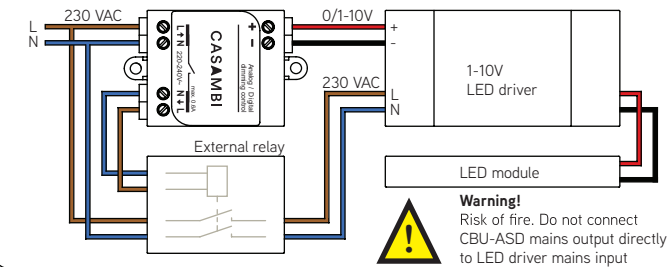 L
230 VAC
N
L ↑ N
220-240V~
max. 0.6A
N ↓ L
CASAMBI
Analog / Digital
dimming control
+
-
0/1-10V
+
-
1-10V
LED driver
230 VAC
L
N
External relay
LED module
Warning!
Risk of fire. Do not connect
CBU-ASD mains output directly
to LED driver mains input